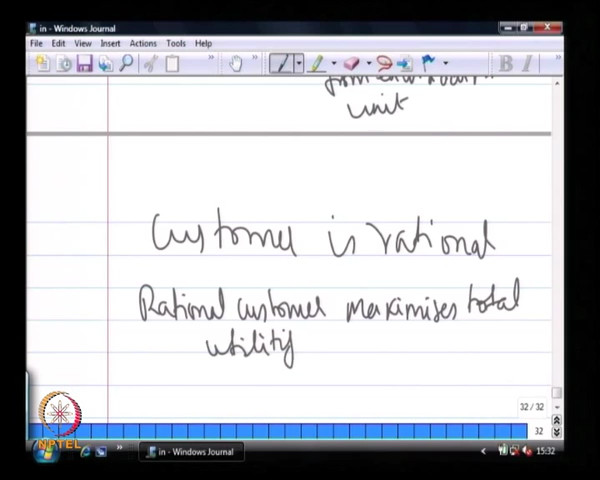 in - Windows Journal
File Edit View Insert Actions Tools Help
unit
Customer is rational
Rational customer maximises total
utility
32 / 32
32
NPTEL
in - Windows Journal
15:32